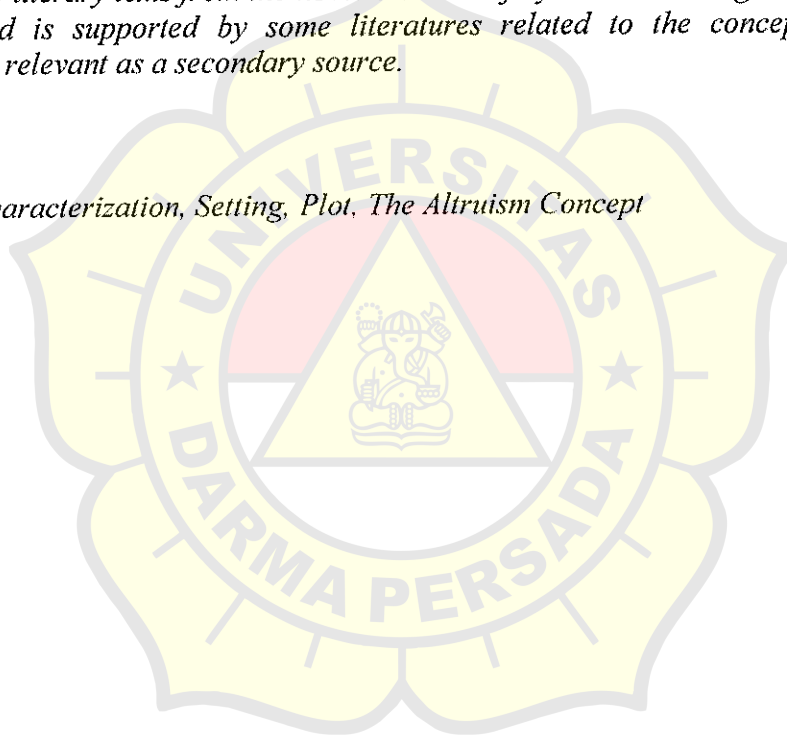 d is supported by some literatures related to the concep
relevant as a secondary source.
aracterization, Setting, Plot, The Altruism Concept
UNIVERSITAS
DARMA PERSADA